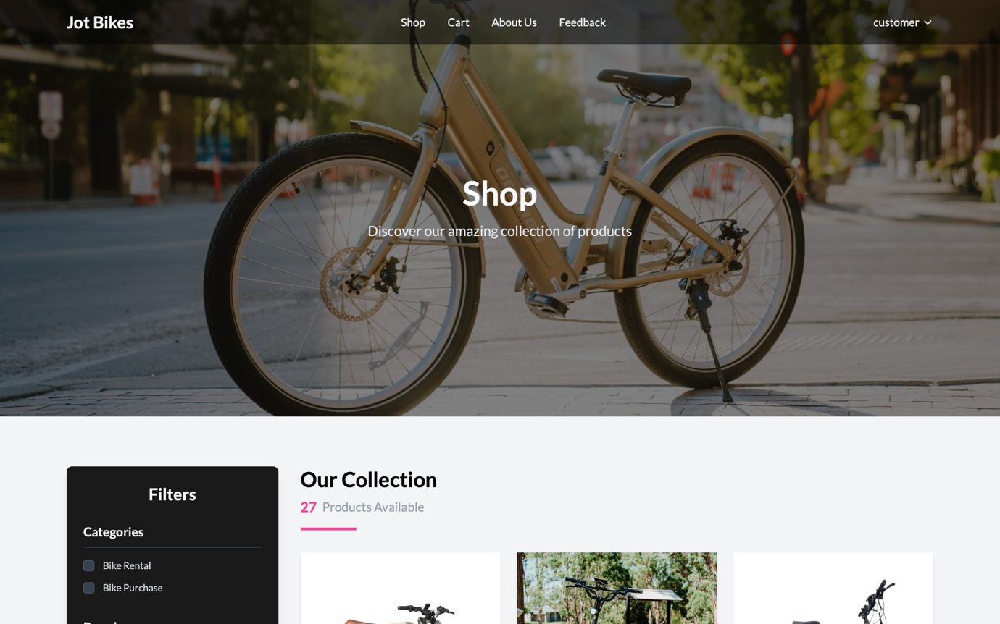 Jot Bikes
Shop
Cart
About Us
Feedback
customer
Shop
Discover our amazing collection of products
Filters
Categories
Bike Rental
Bike Purchase
Our Collection
27 Products Available